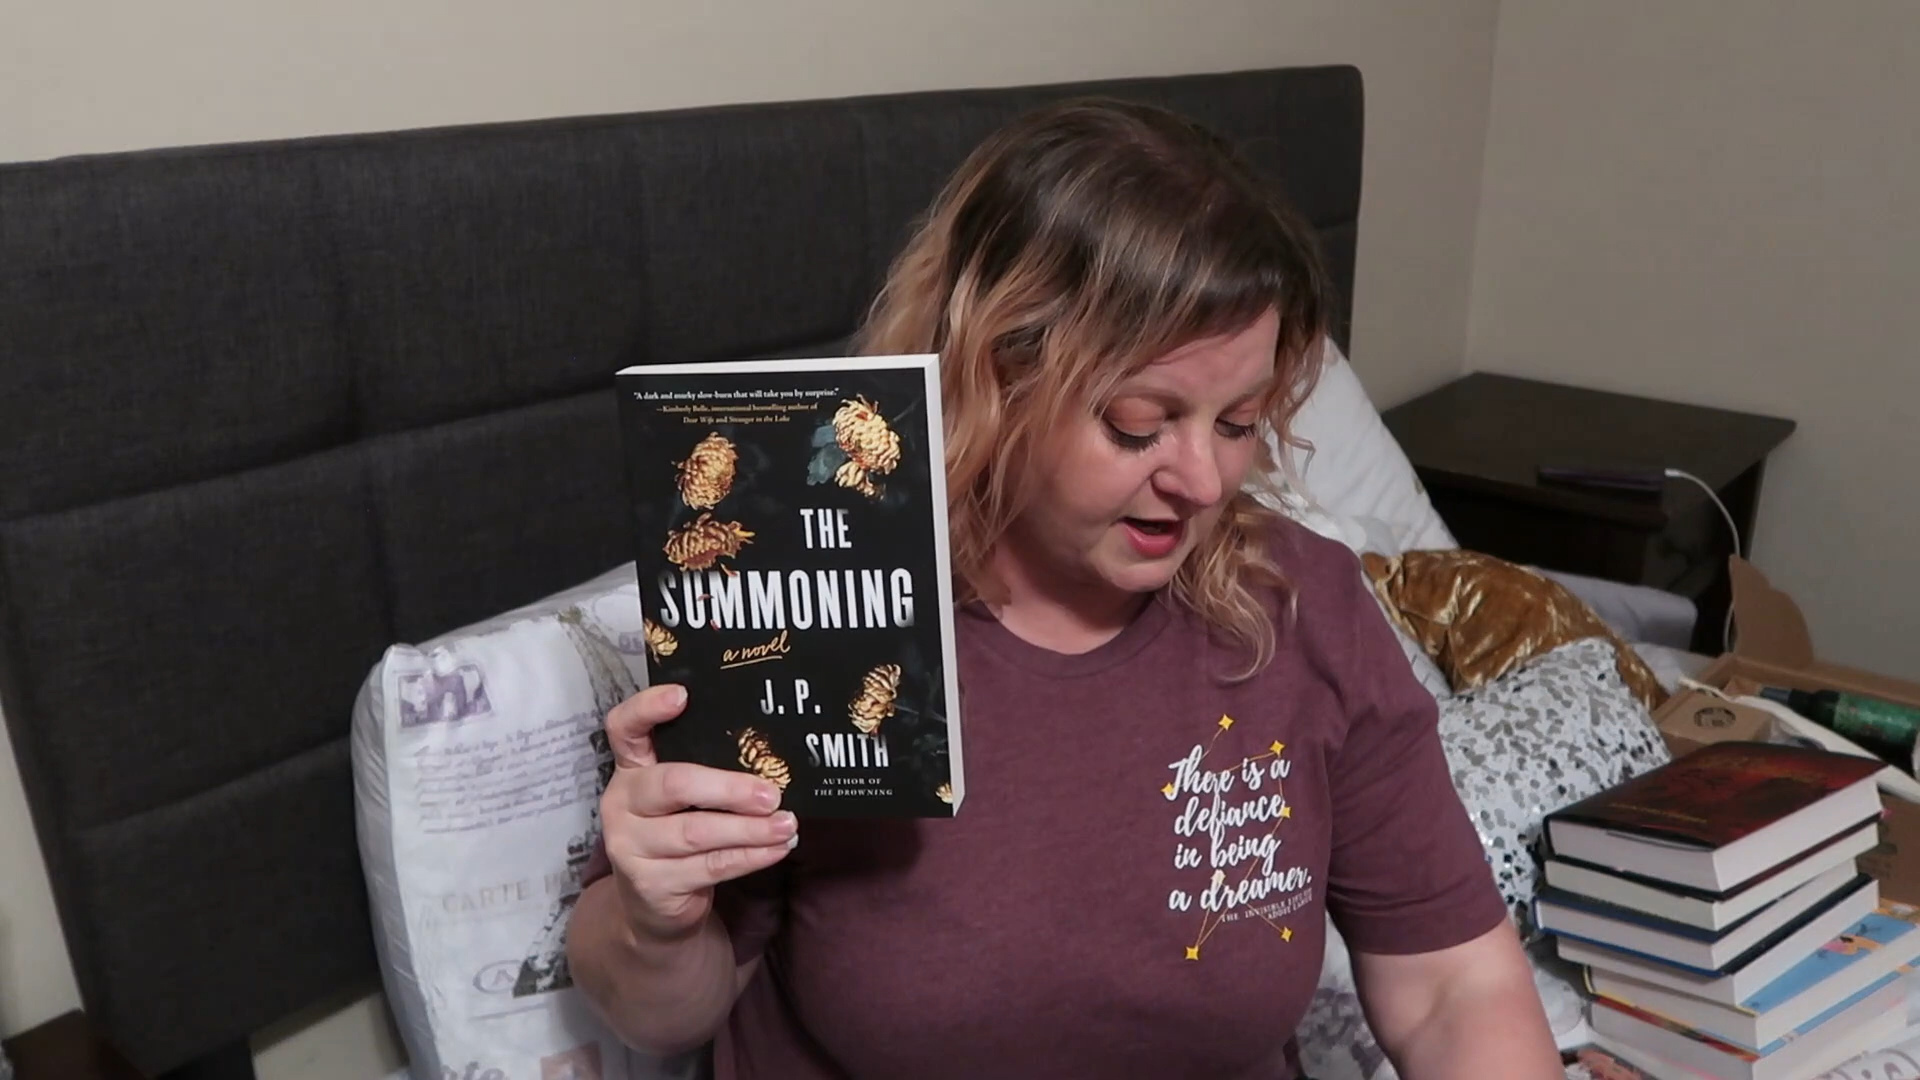 "A dark and murky slow-burn that will take you by surprise."
—Kimberly Belle, international bestselling author of
Dear Wife and Stranger in the Lake
THE
SUMMONING
a novel
J. P.
SMITH
AUTHOR OF
THE DROWNING
There is a
defiance
in being
a dreamer.
THE INVISIBLE LIFE OF
ADDIE LARUE
CARTE